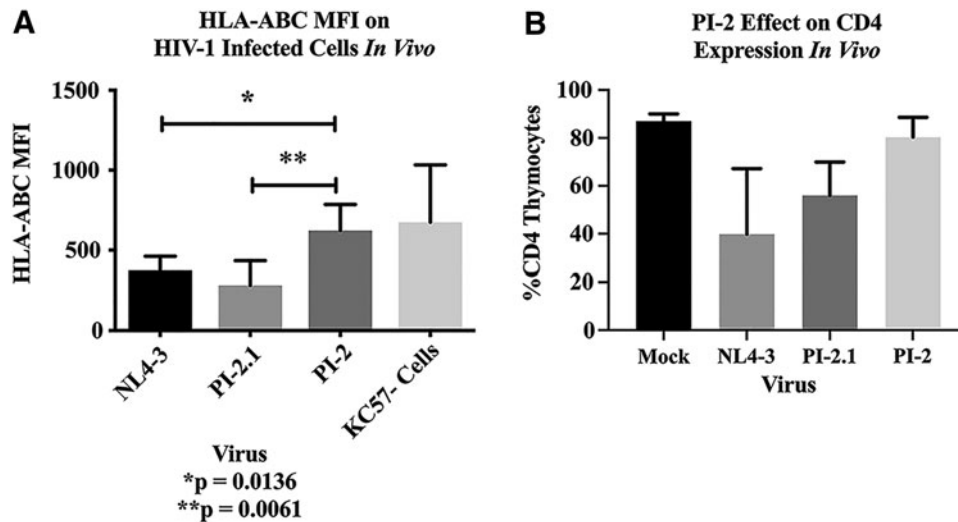 A
HLA-ABC MFI on
HIV-1 Infected Cells In Vivo
HLA-ABC MFI
1500
1000
500
0
*
**
NL4-3
PI-2.1
PI-2
KC57- Cells
Virus
*p = 0.0136
**p = 0.0061
B
PI-2 Effect on CD4
Expression In Vivo
%CD4 Thymocytes
100
80
60
40
20
0
Mock NL4-3 PI-2.1 PI-2
Virus